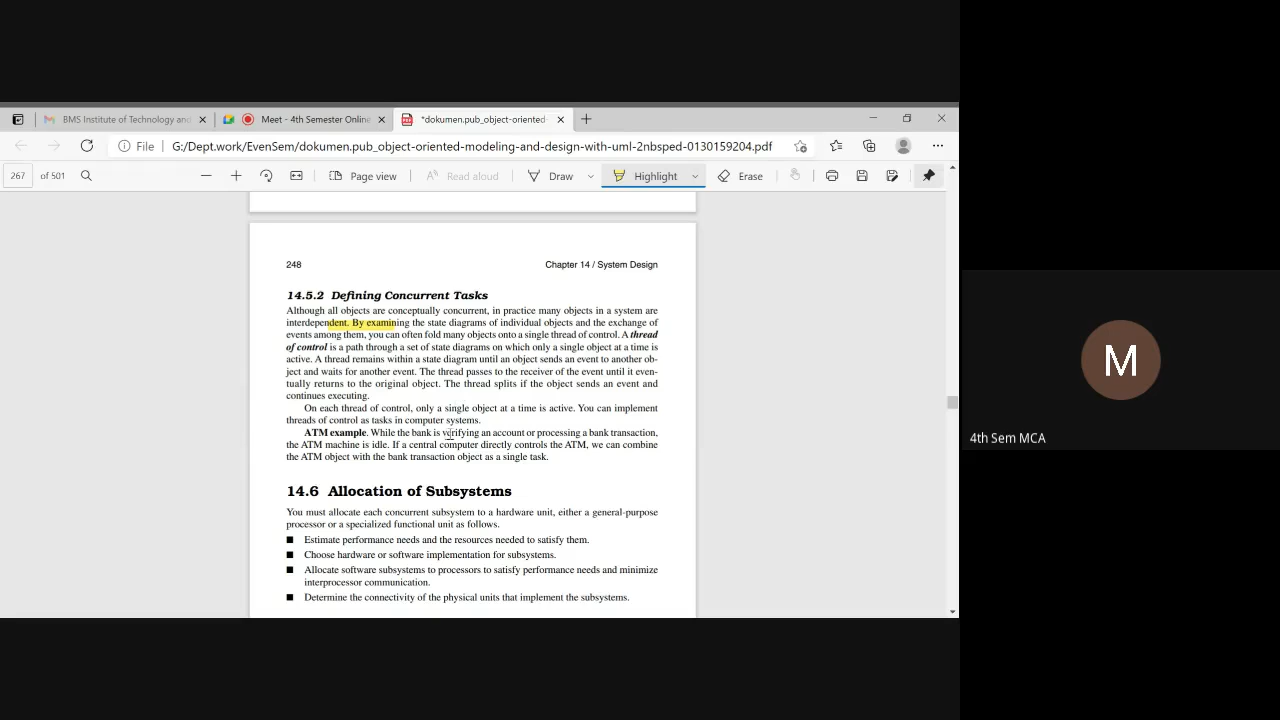 BMS Institute of Technology and
Meet - 4th Semester Online
*dokumen.pub_object-oriented-
File
G:/Dept.work/EvenSem/dokumen.pub_object-oriented-modeling-and-design-with-uml-2nbsped-0130159204.pdf
267 of 501
Page view
Read aloud
Draw
Highlight
Erase
248
Chapter 14 / System Design
14.5.2 Defining Concurrent Tasks
Although all objects are conceptually concurrent, in practice many objects in a system are
interdependent. By examining the state diagrams of individual objects and the exchange of
events among them, you can often fold many objects onto a single thread of control. A thread
of control is a path through a set of state diagrams on which only a single object at a time is
active. A thread remains within a state diagram until an object sends an event to another ob-
ject and waits for another event. The thread passes to the receiver of the event until it even-
tually returns to the original object. The thread splits if the object sends an event and
continues executing.
On each thread of control, only a single object at a time is active. You can implement
threads of control as tasks in computer systems.
ATM example. While the bank is verifying an account or processing a bank transaction,
the ATM machine is idle. If a central computer directly controls the ATM, we can combine
the ATM object with the bank transaction object as a single task.
14.6 Allocation of Subsystems
You must allocate each concurrent subsystem to a hardware unit, either a general-purpose
processor or a specialized functional unit as follows.
■ Estimate performance needs and the resources needed to satisfy them.
■ Choose hardware or software implementation for subsystems.
■ Allocate software subsystems to processors to satisfy performance needs and minimize
interprocessor communication.
■ Determine the connectivity of the physical units that implement the subsystems.
M
4th Sem MCA